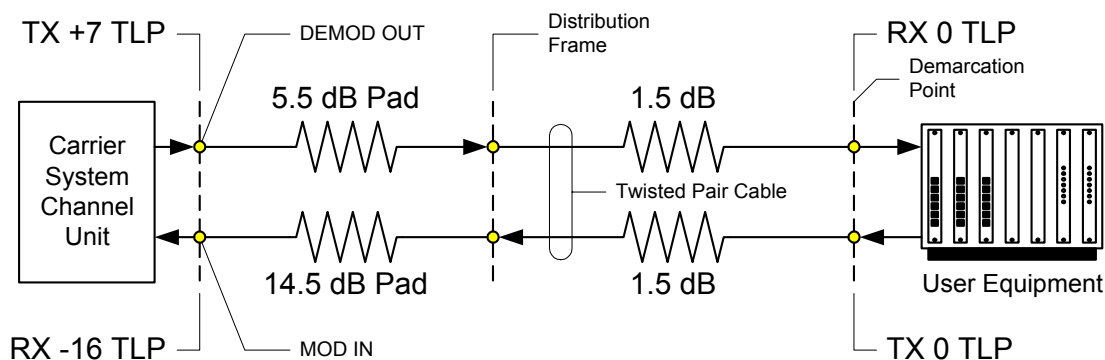 TX +7 TLP
DEMOD OUT
Distribution
Frame
RX 0 TLP
Demarcation
Point
5.5 dB Pad
1.5 dB
Carrier
System
Channel
Unit
Twisted Pair Cable
14.5 dB Pad
1.5 dB
User Equipment
RX -16 TLP
MOD IN
TX 0 TLP